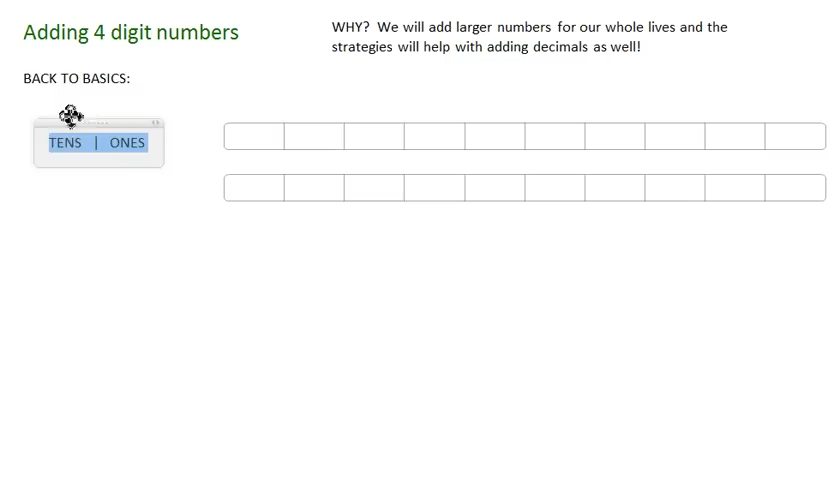 Adding 4 digit numbers
WHY? We will add larger numbers for our whole lives and the
strategies will help with adding decimals as well!
BACK TO BASICS:
TENS | ONES